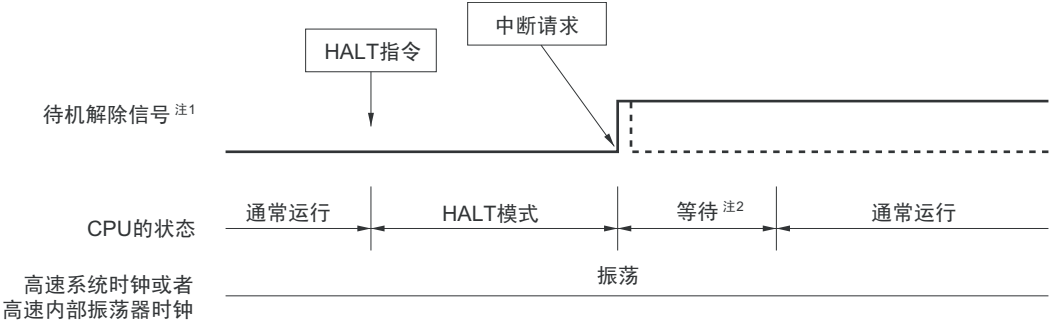 中断请求
HALT指令
待机解除信号 注1
通常运行
HALT模式
等待 注2
通常运行
CPU的状态
振荡
高速系统时钟或者
高速内部振荡器时钟